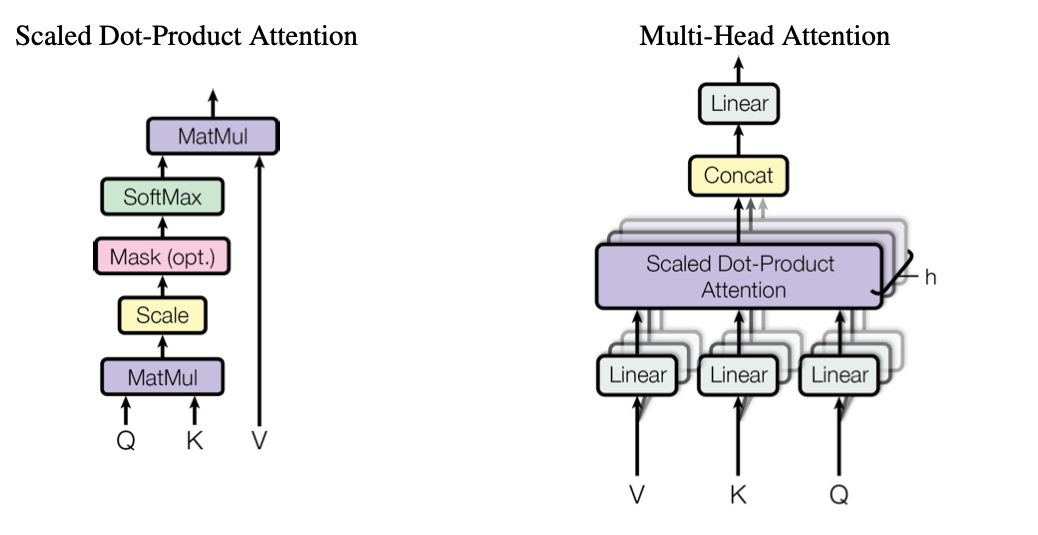 Scaled Dot-Product Attention
MatMul
SoftMax
Mask (opt.)
Scale
MatMul
Q K V
Multi-Head Attention
Linear
Concat
Scaled Dot-Product
Attention
h
Linear Linear Linear
V K Q